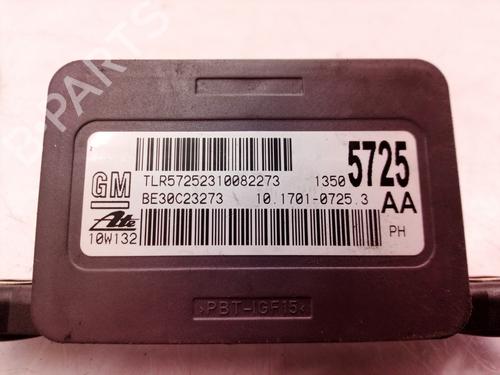 B-PARTS
GM
TLR57252310082273
1350 5725
BE30C23273
10.1701-0725.3
AA
Ate
10W132
PH
>PBT-IGF15<